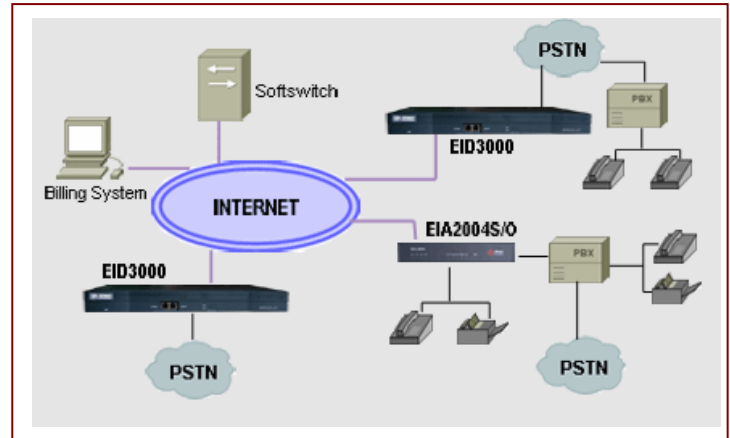 PSTN
Softswitch
PBX
EID3000
Billing System
INTERNET
EIA2004S/O
PBX
EID3000
PSTN
PSTN